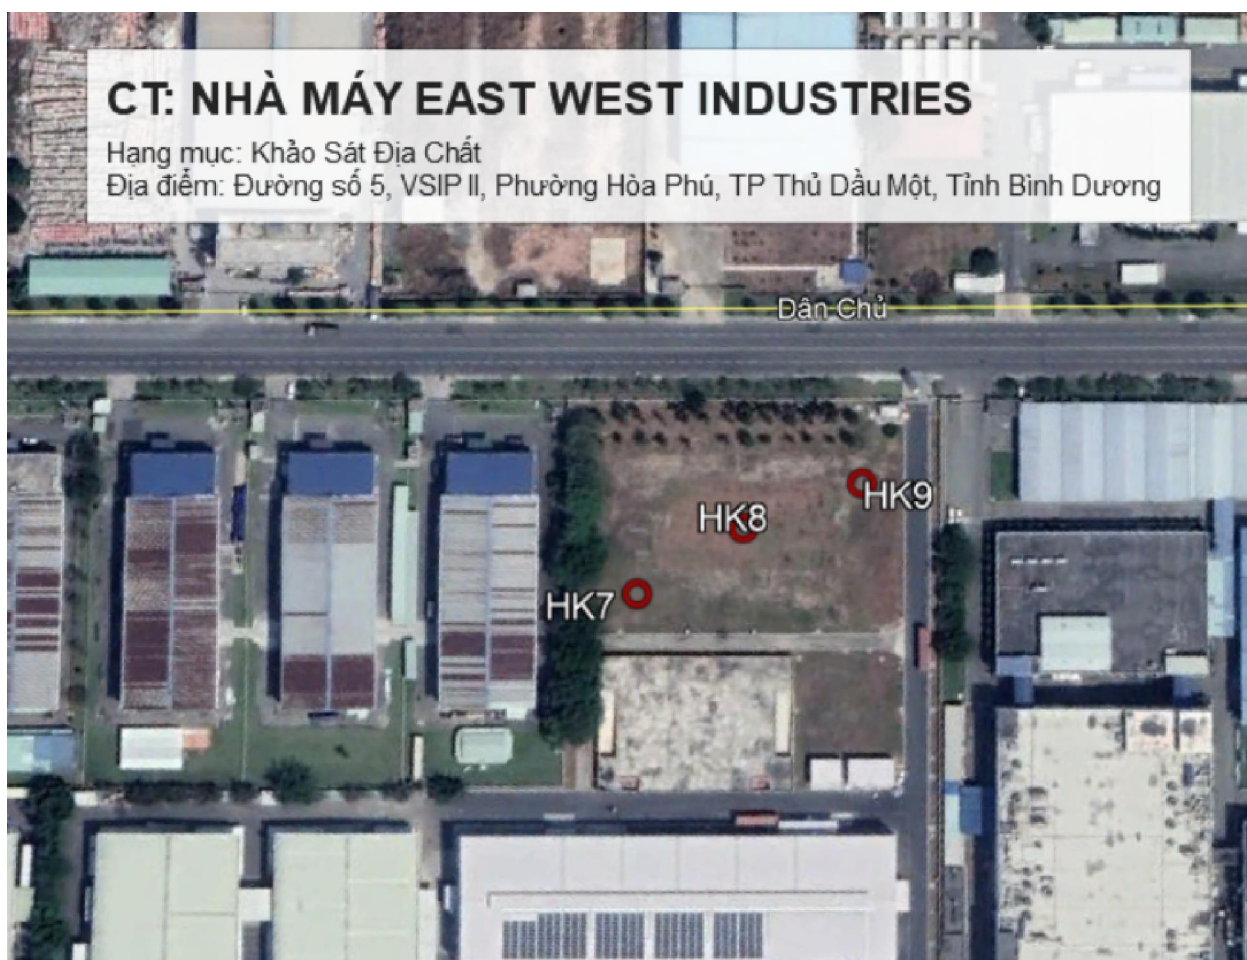 CT: NHÀ MÁY EAST WEST INDUSTRIES
Hạng mục: Khảo Sát Địa Chất
Địa điểm: Đường số 5, VSIP II, Phường Hòa Phú, TP Thủ Dầu Một, Tỉnh Bình Dương
Dân Chủ
HK9
HK8
HK7